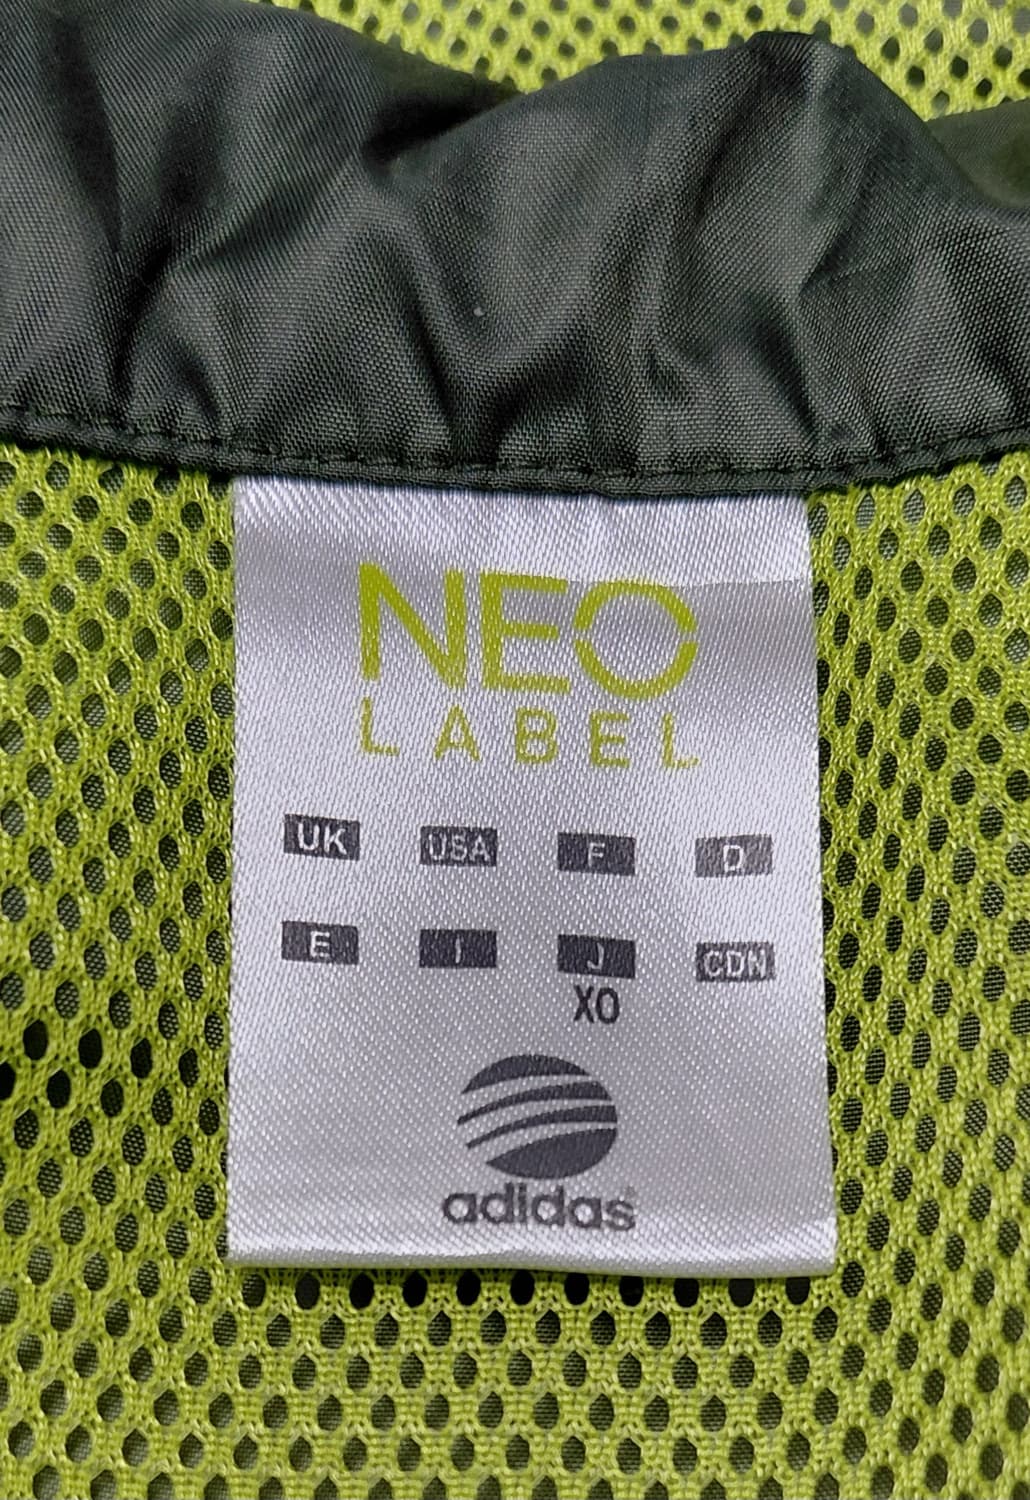 NEO
LABEL
UK USA F D
E I J CDN
XO
adidas